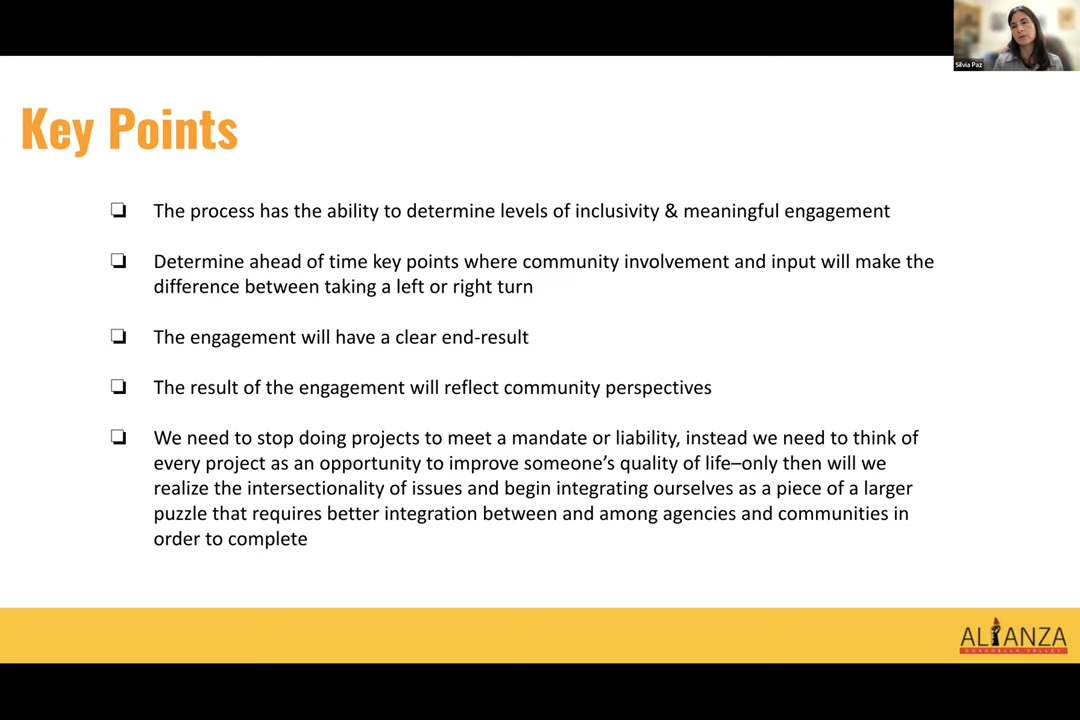 Silvia Paz
Key Points
The process has the ability to determine levels of inclusivity & meaningful engagement
Determine ahead of time key points where community involvement and input will make the
difference between taking a left or right turn
The engagement will have a clear end-result
The result of the engagement will reflect community perspectives
We need to stop doing projects to meet a mandate or liability, instead we need to think of
every project as an opportunity to improve someone’s quality of life–only then will we
realize the intersectionality of issues and begin integrating ourselves as a piece of a larger
puzzle that requires better integration between and among agencies and communities in
order to complete
ALIANZA
COACHELLA VALLEY